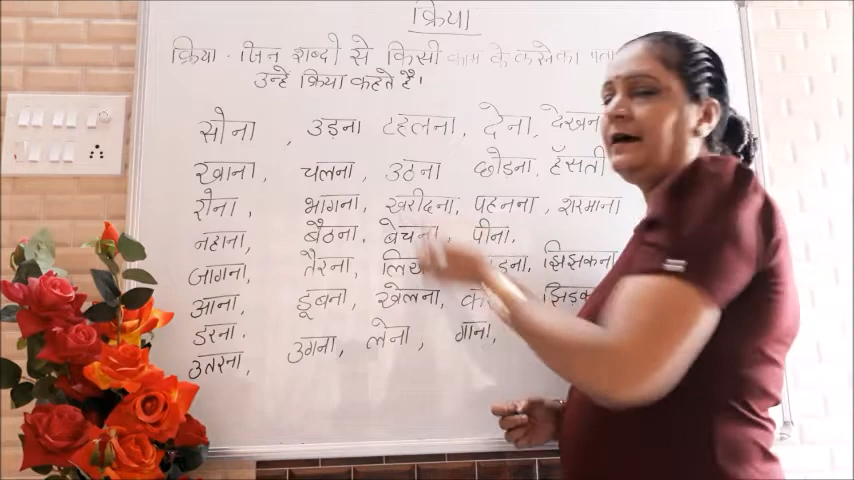 क्रिया
क्रिया - जिन शब्दो से किसी काम के करनेका पता
उन्हे क्रिया कहते है।
सोना , उड़ना टहलना, देना, देखन
खाना, चलना, उठना छोड़ना, हँसती
रोना, भागना, खरीदना, पहनना, शरमाना
नहाना, बैठना, बेचना, पीना,
जागना, तैरना, झिझकना
आना, डूबना, खेलना,
डरना,
उतरना, उगना, लेना, गाना,